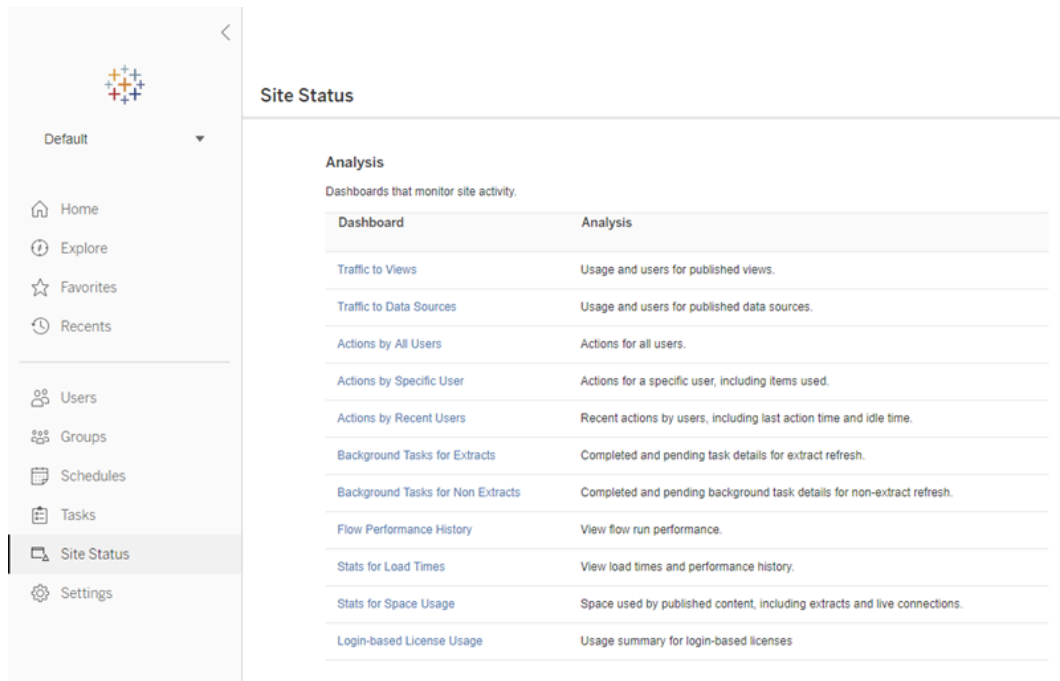 Default
Home
Explore
Favorites
Recents
Users
Groups
Schedules
Tasks
Site Status
Settings
Site Status
Analysis
Dashboards that monitor site activity.
Dashboard Analysis
Traffic to Views Usage and users for published views.
Traffic to Data Sources Usage and users for published data sources.
Actions by All Users Actions for all users.
Actions by Specific User Actions for a specific user, including items used.
Actions by Recent Users Recent actions by users, including last action time and idle time.
Background Tasks for Extracts Completed and pending task details for extract refresh.
Background Tasks for Non Extracts Completed and pending background task details for non-extract refresh.
Flow Performance History View flow run performance.
Stats for Load Times View load times and performance history.
Stats for Space Usage Space used by published content, including extracts and live connections.
Login-based License Usage Usage summary for login-based licenses